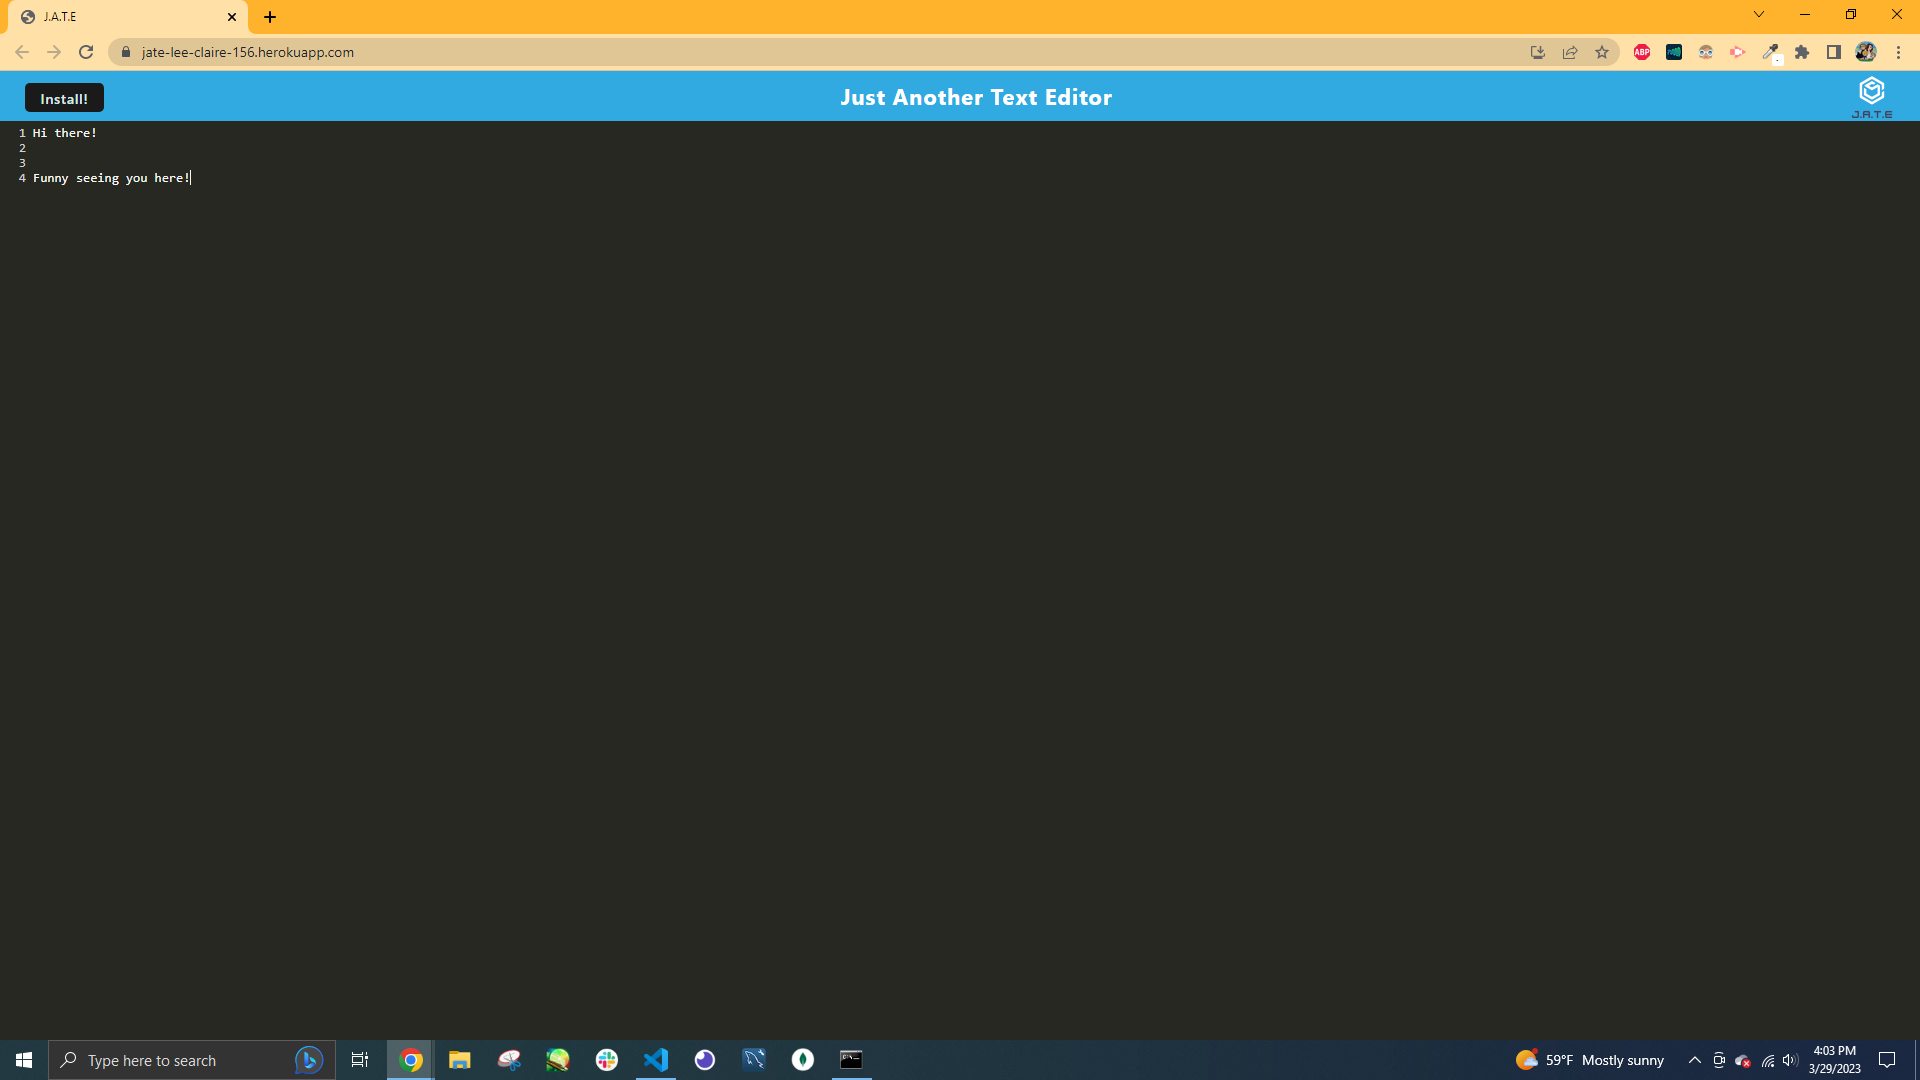 J.A.T.E
jate-lee-claire-156.herokuapp.com
ABP
Install!
Just Another Text Editor
J.A.T.E
1 Hi there!
2
3
4 Funny seeing you here!
Type here to search
59°F Mostly sunny
4:03 PM
3/29/2023